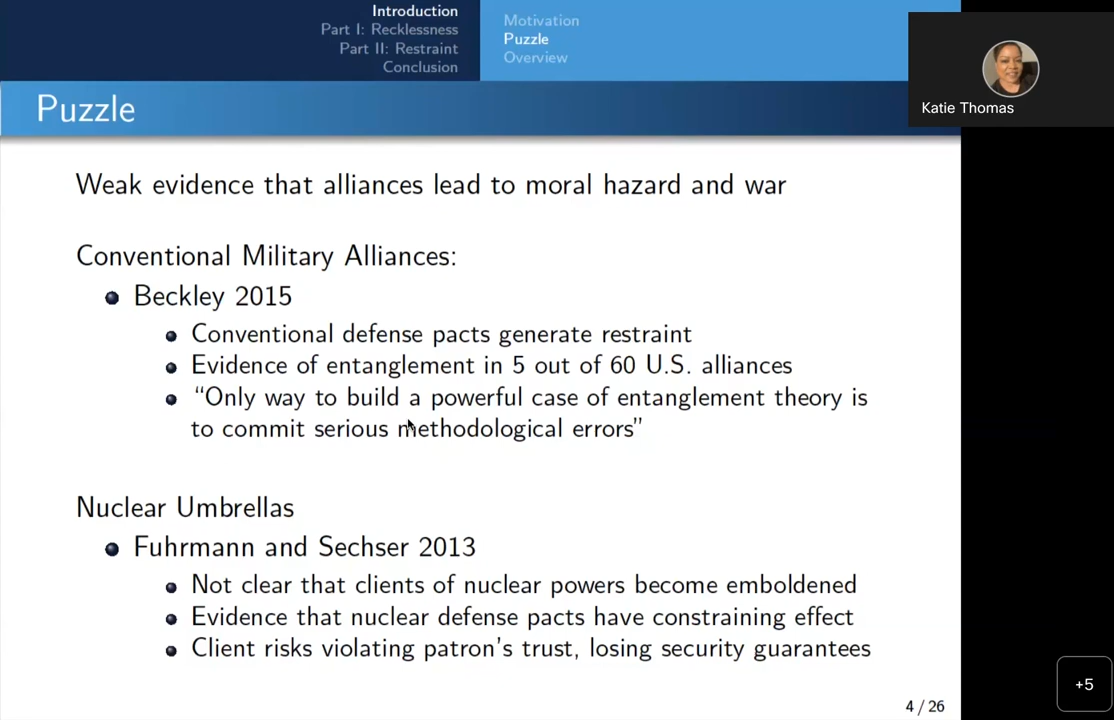 Introduction
Part I: Recklessness
Part II: Restraint
Conclusion
Motivation
Puzzle
Overview
Katie Thomas
Puzzle
Weak evidence that alliances lead to moral hazard and war
Conventional Military Alliances:
Beckley 2015
Conventional defense pacts generate restraint
Evidence of entanglement in 5 out of 60 U.S. alliances
“Only way to build a powerful case of entanglement theory is
to commit serious methodological errors”
Nuclear Umbrellas
Fuhrmann and Sechser 2013
Not clear that clients of nuclear powers become emboldened
Evidence that nuclear defense pacts have constraining effect
Client risks violating patron's trust, losing security guarantees
4 / 26
+5